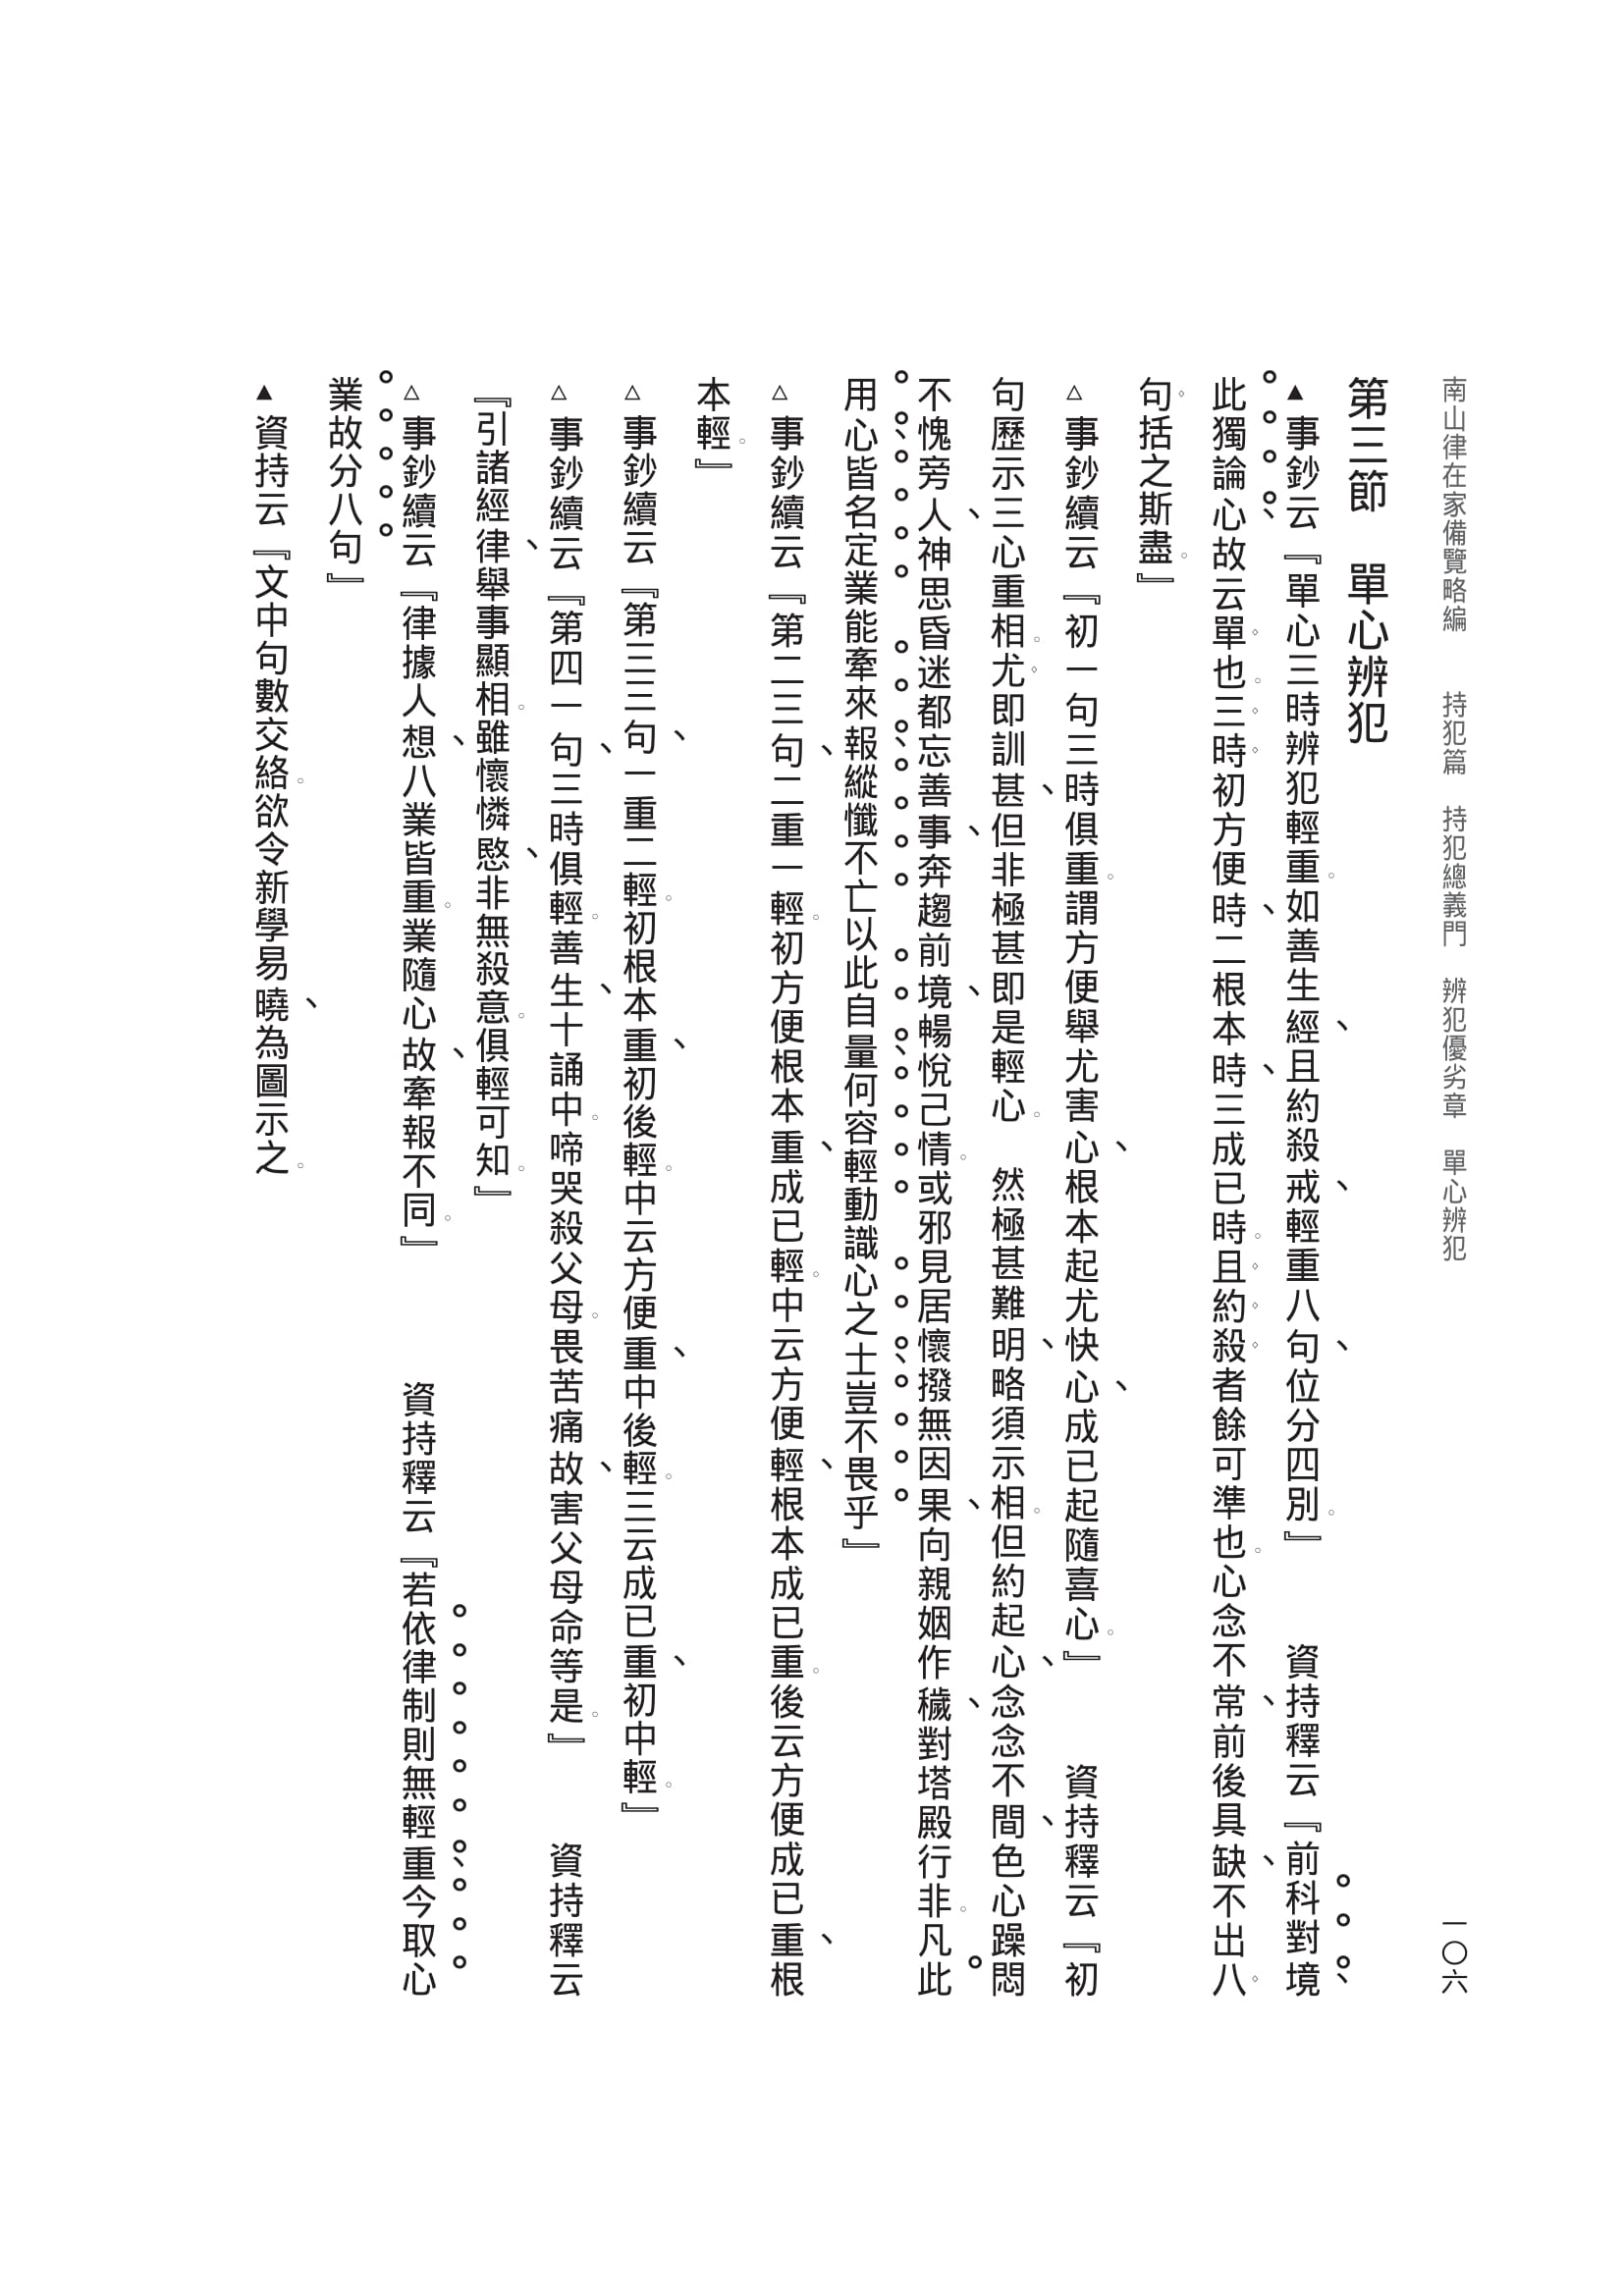 南山律在家備覽略編　持犯篇　持犯總義門　辨犯優劣章　單心辨犯　一〇六
第三節　單心辨犯
▲事鈔云『單心三時辨犯輕重。如善生經、且約殺戒、輕重八句、位分四別。』　資持釋云『前科對境、
此獨論心、故云單也。三時初方便時、二根本時、三成已時。且約殺者餘可準也。心念不常、前後具缺、不出八
句括之斯盡。』
△事鈔續云『初一句三時俱重。謂方便舉尤害心、根本起尤快心、成已起隨喜心。』　資持釋云『初
句歷示三心重相。尤即訓甚、但非極甚即是輕心。　然極甚難明、略須示相。但約起心、念念不間、色心躁悶
不愧旁人、神思昏迷都忘善事、奔趨前境、暢悅己情。或邪見居懷撥無因果、向親姻作穢、對塔殿行非。凡此
用心、皆名定業、能牽來報、縱懺不亡、以此自量何容輕動、識心之士、豈不畏乎』
△事鈔續云『第二三句、二重一輕。初方便根本重、成已輕。中云方便輕、根本成已重。後云方便成已重、根
本輕。』
△事鈔續云『第三三句、一重二輕。初根本重、初後輕。中云方便重、中後輕。三云成已重、初中輕。』
△事鈔續云『第四一句、三時俱輕。善生、十誦中。啼哭殺父母。畏苦痛故、害父母命等是。』　資持釋云
『引諸經律、舉事顯相。雖懷憐愍、非無殺意。俱輕可知。』
△事鈔續云『律據人想、八業皆重。業隨心故、牽報不同。』　資持釋云『若依律制則無輕重、今取心
業故分八句』
▲資持云『文中句數交絡。欲令新學易曉、為圖示之。